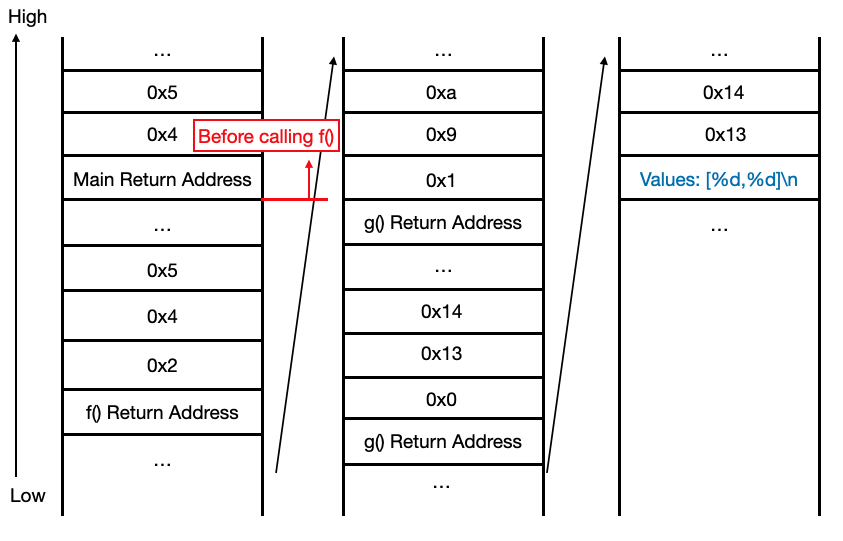 High
...
0x5
0x4
Before calling f()
Main Return Address
...
0x5
0x4
0x2
f() Return Address
...
Low
...
0xa
0x9
0x1
g() Return Address
...
0x14
0x13
0x0
g() Return Address
...
...
0x14
0x13
Values: [%d,%d]\n
...